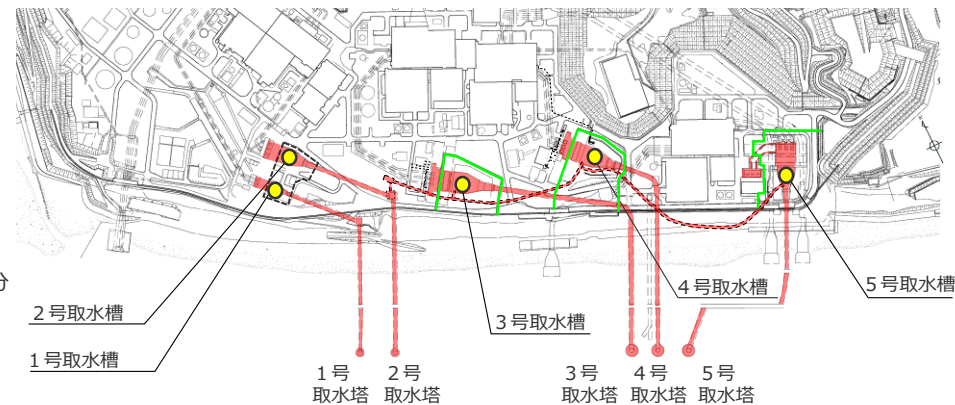 分
２号取水槽
１号取水槽
３号取水槽
４号取水槽
５号取水槽
１号
取水塔
２号
取水塔
３号
取水塔
４号
取水塔
５号
取水塔